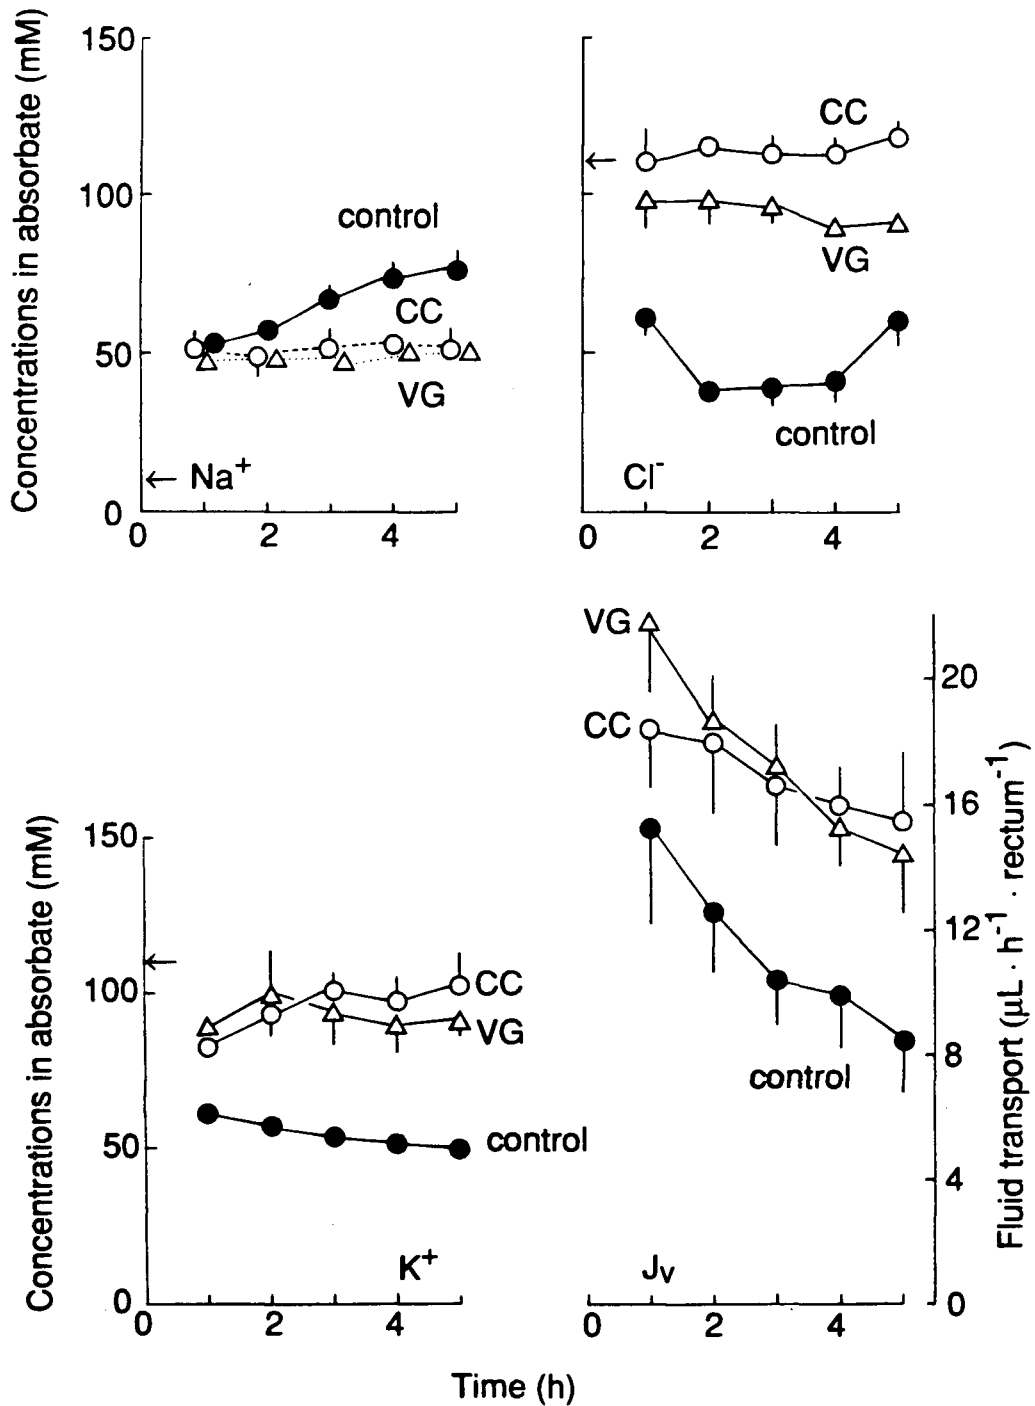 Concentrations in absorbate (mM)
150
100
50
0
control
CC
VG
← Na⁺
0 2 4
←
CC
VG
control
Cl⁻
0 2 4
Concentrations in absorbate (mM)
150
100
50
0
←
CC
VG
control
K⁺
0 2 4
VG
CC
control
Jv
0 2 4
20
16
12
8
4
0
Fluid transport (μL · h⁻¹ · rectum⁻¹)
Time (h)